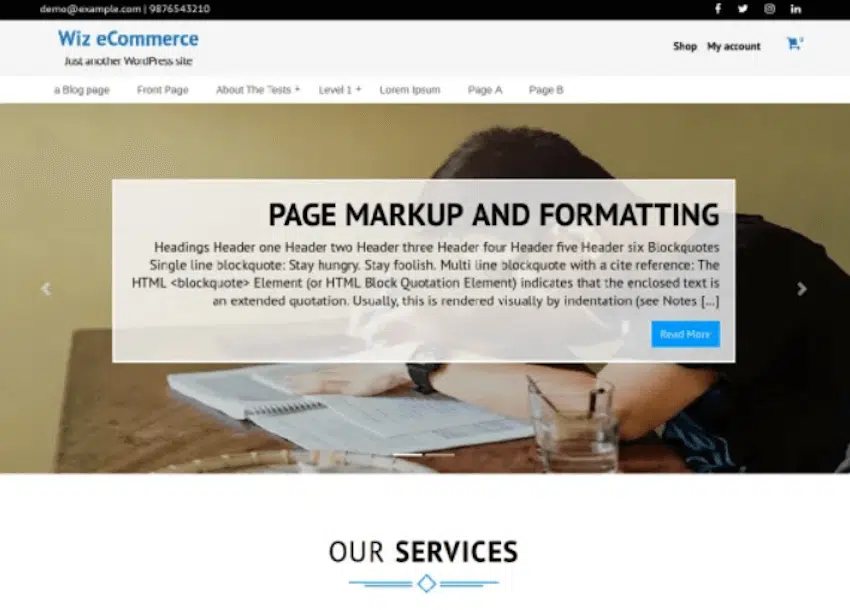 demo@example.com | 9876543210
Wiz eCommerce
Just another WordPress site
Shop My account 0
a Blog page Front Page About The Tests + Level 1 + Lorem Ipsum Page A Page B
PAGE MARKUP AND FORMATTING
Headings Header one Header two Header three Header four Header five Header six Blockquotes
Single line blockquote: Stay hungry. Stay foolish. Multi line blockquote with a cite reference: The
HTML <blockquote> Element (or HTML Block Quotation Element) indicates that the enclosed text is
an extended quotation. Usually, this is rendered visually by indentation (see Notes [...]
Read More
OUR SERVICES